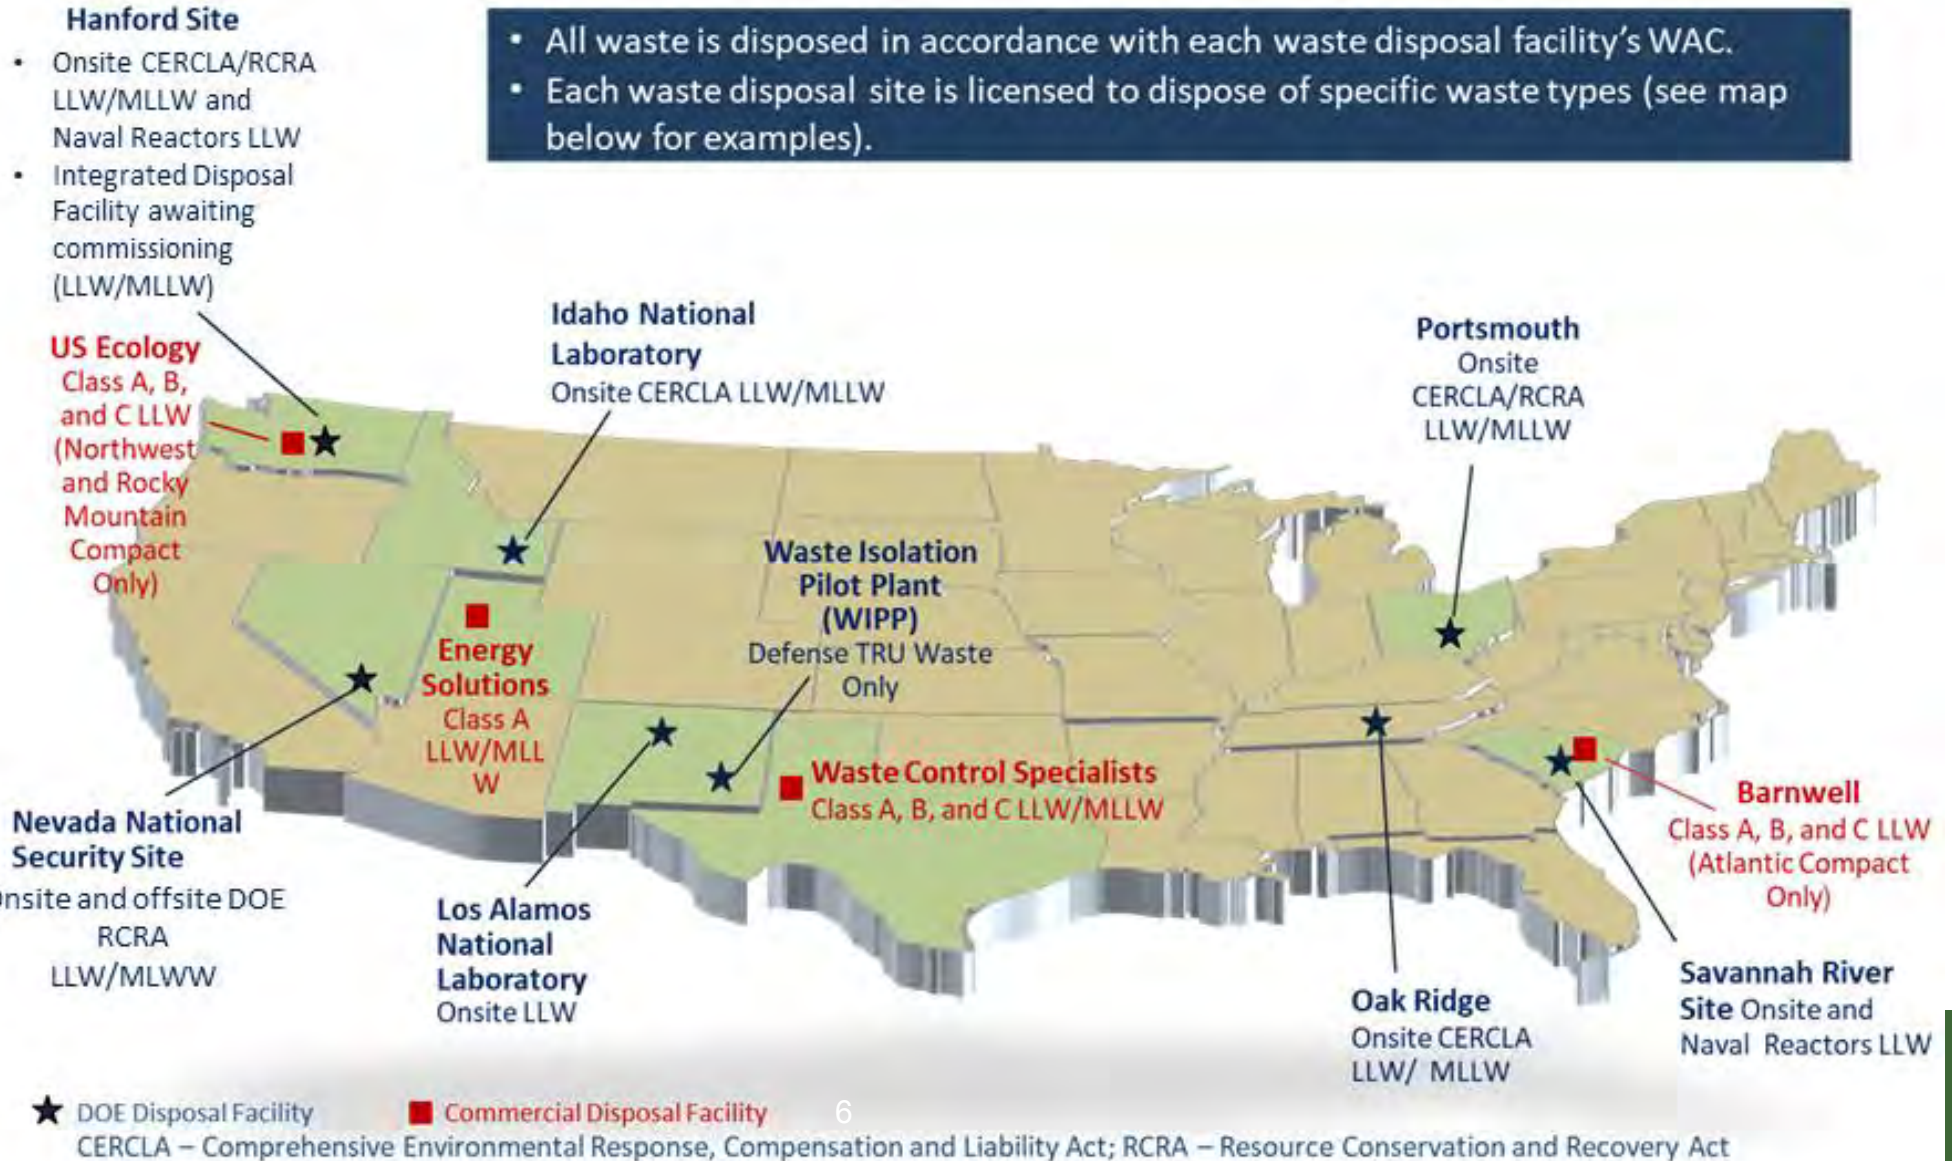 Hanford Site
• Onsite CERCLA/RCRA
LLW/MLLW and
Naval Reactors LLW
• Integrated Disposal
Facility awaiting
commissioning
(LLW/MLLW)
• All waste is disposed in accordance with each waste disposal facility's WAC.
• Each waste disposal site is licensed to dispose of specific waste types (see map
below for examples).
US Ecology
Class A, B,
and C LLW
(Northwest
and Rocky
Mountain
Compact
Only)
Idaho National
Laboratory
Onsite CERCLA LLW/MLLW
Portsmouth
Onsite
CERCLA/RCRA
LLW/MLLW
Waste Isolation
Pilot Plant
(WIPP)
Defense TRU Waste
Only
Energy
Solutions
Class A
LLW/MLL
W
Waste Control Specialists
Class A, B, and C LLW/MLLW
Barnwell
Class A, B, and C LLW
(Atlantic Compact
Only)
Nevada National
Security Site
Onsite and offsite DOE
RCRA
LLW/MLWW
Los Alamos
National
Laboratory
Onsite LLW
Oak Ridge
Onsite CERCLA
LLW/ MLLW
Savannah River
Site Onsite and
Naval Reactors LLW
DOE Disposal Facility
Commercial Disposal Facility
6
CERCLA – Comprehensive Environmental Response, Compensation and Liability Act; RCRA – Resource Conservation and Recovery Act